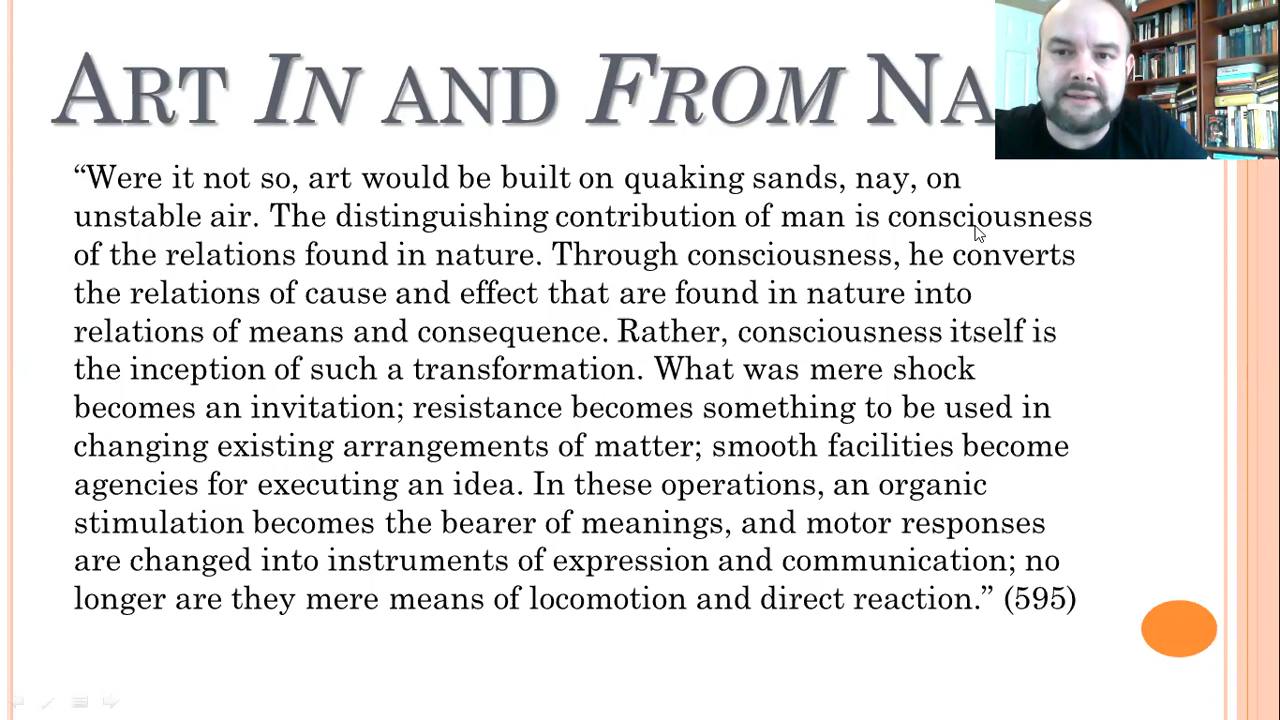 ART IN AND FROM NA
“Were it not so, art would be built on quaking sands, nay, on
unstable air. The distinguishing contribution of man is consciousness
of the relations found in nature. Through consciousness, he converts
the relations of cause and effect that are found in nature into
relations of means and consequence. Rather, consciousness itself is
the inception of such a transformation. What was mere shock
becomes an invitation; resistance becomes something to be used in
changing existing arrangements of matter; smooth facilities become
agencies for executing an idea. In these operations, an organic
stimulation becomes the bearer of meanings, and motor responses
are changed into instruments of expression and communication; no
longer are they mere means of locomotion and direct reaction.” (595)